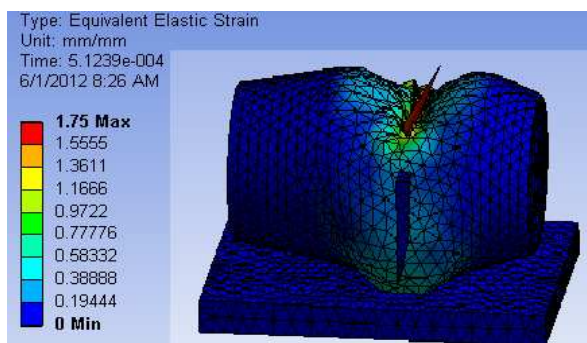 Type: Equivalent Elastic Strain
Unit: mm/mm
Time: 5.1239e-004
6/1/2012 8:26 AM
1.75 Max
1.5555
1.3611
1.1666
0.9722
0.77776
0.58332
0.38888
0.19444
0 Min